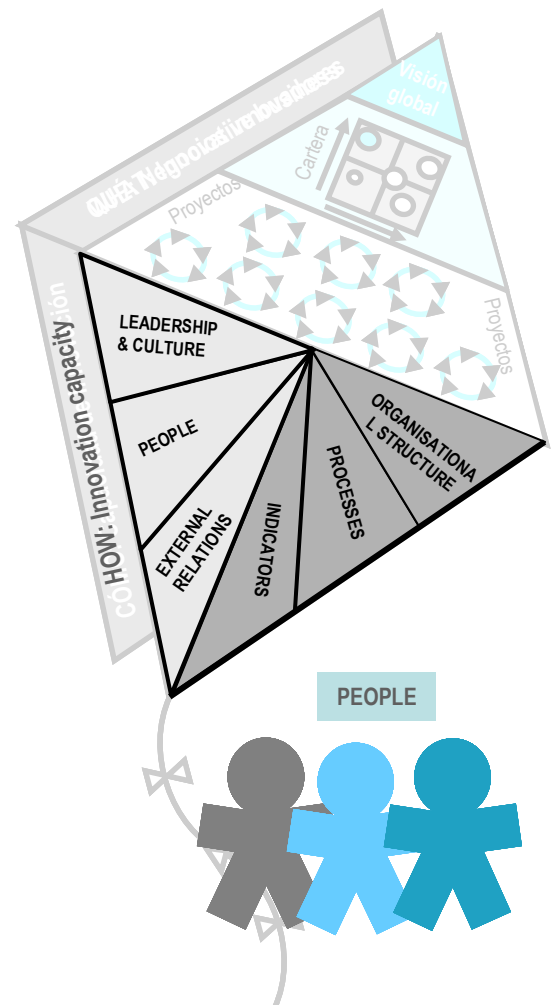 Visión
global
Cartera
Proyectos
Proyectos
HOW: Innovation capacity
LEADERSHIP
& CULTURE
PEOPLE
EXTERNAL
RELATIONS
INDICATORS
PROCESSES
ORGANISATIONA
L STRUCTURE
PEOPLE